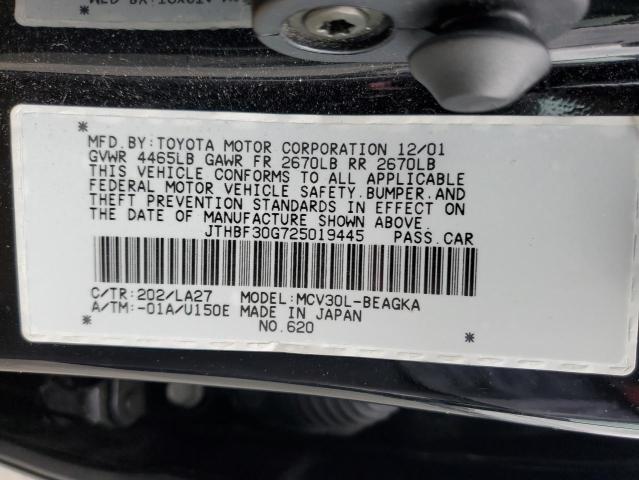 MFD.BY:TOYOTA MOTOR CORPORATION 12/01
GVWR 4465LB GAWR FR 2670LB RR 2670LB
THIS VEHICLE CONFORMS TO ALL APPLICABLE
FEDERAL MOTOR VEHICLE SAFETY,BUMPER,AND
THEFT PREVENTION STANDARDS IN EFFECT ON
THE DATE OF MANUFACTURE SHOWN ABOVE.
JTHBF30G725019445 PASS.CAR
C/TR:202/LA27 MODEL:MCV30L-BEAGKA
A/TM:-01A/U150E MADE IN JAPAN
NO.620